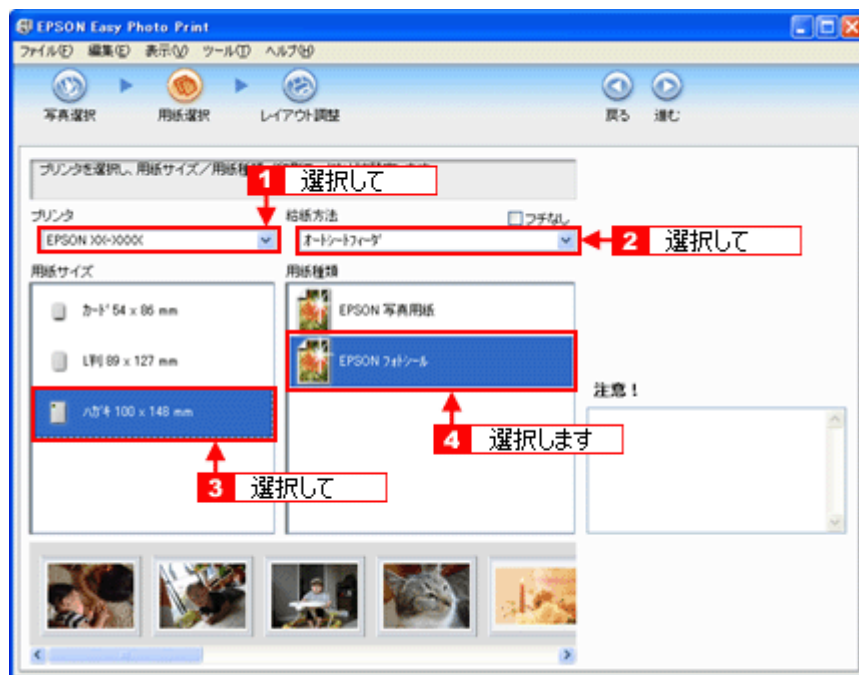 EPSON Easy Photo Print
ファイル(F) 編集(E) 表示(V) ツール(T) ヘルプ(H)
写真選択 用紙選択 レイアウト調整 戻る 進む
プリンタを選択し、用紙サイズ／用紙種類
1 選択して
プリンタ 給紙方法 フチなし
EPSON XX-XXXX オートシートフィーダ 2 選択して
用紙サイズ 用紙種類
カード 54 x 86 mm EPSON 写真用紙
L判 89 x 127 mm EPSON フォトシール
ハガキ 100 x 148 mm 注意！
4 選択します
3 選択して